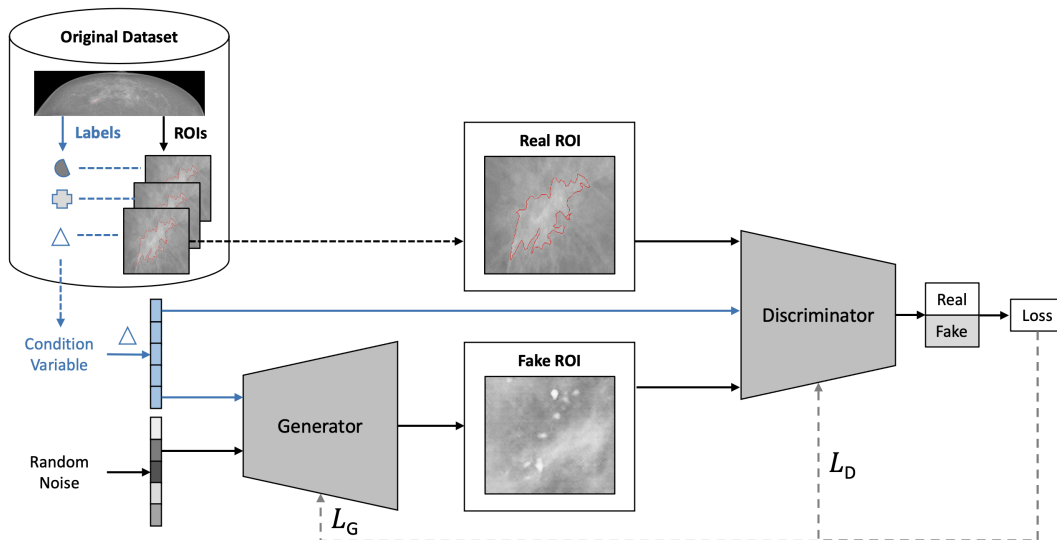 Original Dataset
Labels
ROIs
Real ROI
Condition
Variable
Discriminator
Real
Fake
Loss
Fake ROI
Generator
Random
Noise
L_G
L_D